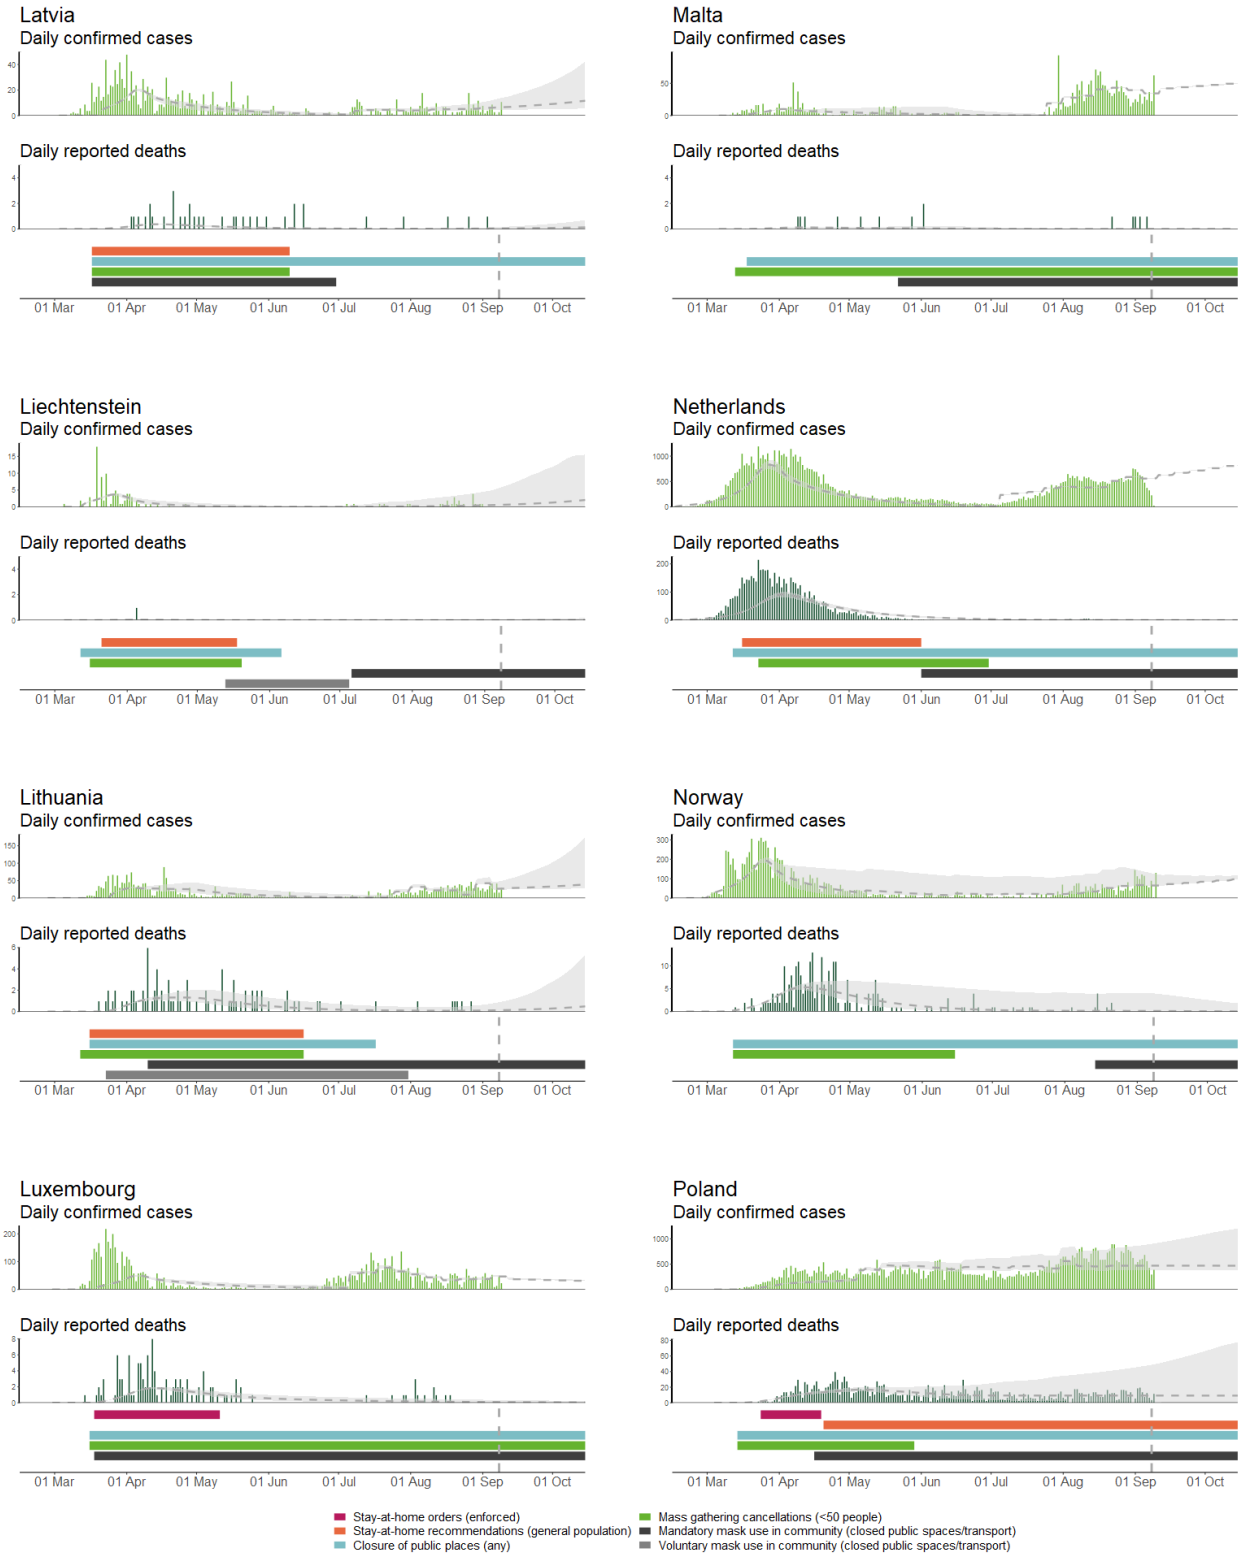 Latvia
Daily confirmed cases
40
20
0
Daily reported deaths
4
2
0
01 Mar 01 Apr 01 May 01 Jun 01 Jul 01 Aug 01 Sep 01 Oct
Malta
Daily confirmed cases
50
0
Daily reported deaths
4
2
0
01 Mar 01 Apr 01 May 01 Jun 01 Jul 01 Aug 01 Sep 01 Oct
Liechtenstein
Daily confirmed cases
15
10
5
0
Daily reported deaths
4
2
0
01 Mar 01 Apr 01 May 01 Jun 01 Jul 01 Aug 01 Sep 01 Oct
Netherlands
Daily confirmed cases
1000
500
0
Daily reported deaths
200
100
0
01 Mar 01 Apr 01 May 01 Jun 01 Jul 01 Aug 01 Sep 01 Oct
Lithuania
Daily confirmed cases
150
100
50
0
Daily reported deaths
6
4
2
0
01 Mar 01 Apr 01 May 01 Jun 01 Jul 01 Aug 01 Sep 01 Oct
Norway
Daily confirmed cases
300
200
100
0
Daily reported deaths
10
5
0
01 Mar 01 Apr 01 May 01 Jun 01 Jul 01 Aug 01 Sep 01 Oct
Luxembourg
Daily confirmed cases
200
100
0
Daily reported deaths
8
6
4
2
0
01 Mar 01 Apr 01 May 01 Jun 01 Jul 01 Aug 01 Sep 01 Oct
Poland
Daily confirmed cases
1000
500
0
Daily reported deaths
80
60
40
20
0
01 Mar 01 Apr 01 May 01 Jun 01 Jul 01 Aug 01 Sep 01 Oct
Stay-at-home orders (enforced)
Stay-at-home recommendations (general population)
Closure of public places (any)
Mass gathering cancellations (<50 people)
Mandatory mask use in community (closed public spaces/transport)
Voluntary mask use in community (closed public spaces/transport)